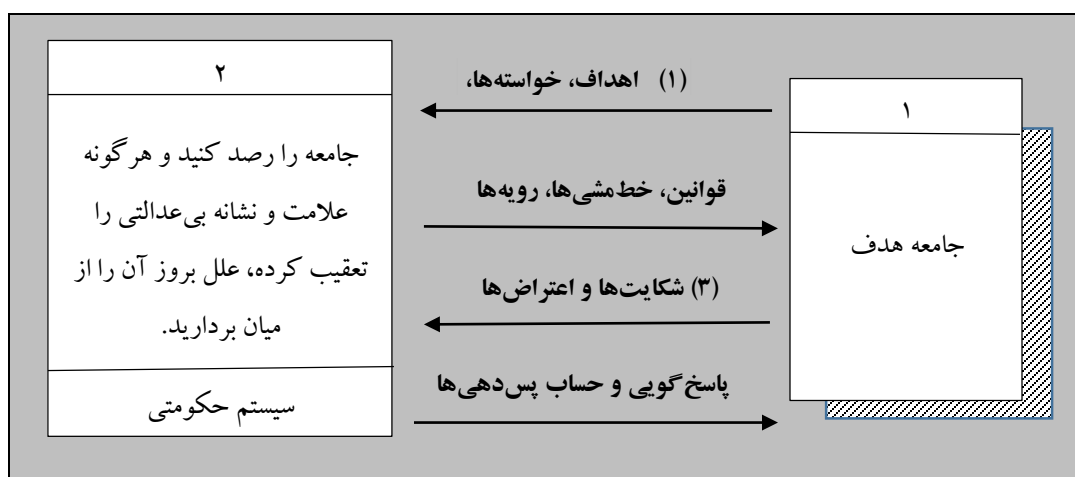 ۱
جامعه هدف
(۱) اهداف، خواسته‌ها،
قوانین، خط‌مشی‌ها، رویه‌ها
(۳) شکایت‌ها و اعتراض‌ها
پاسخ‌گویی و حساب پس‌دهی‌ها
۲
جامعه را رصد کنید و هرگونه
علامت و نشانه بی‌عدالتی را
تعقیب کرده، علل بروز آن را از
میان بردارید.
سیستم حکومتی